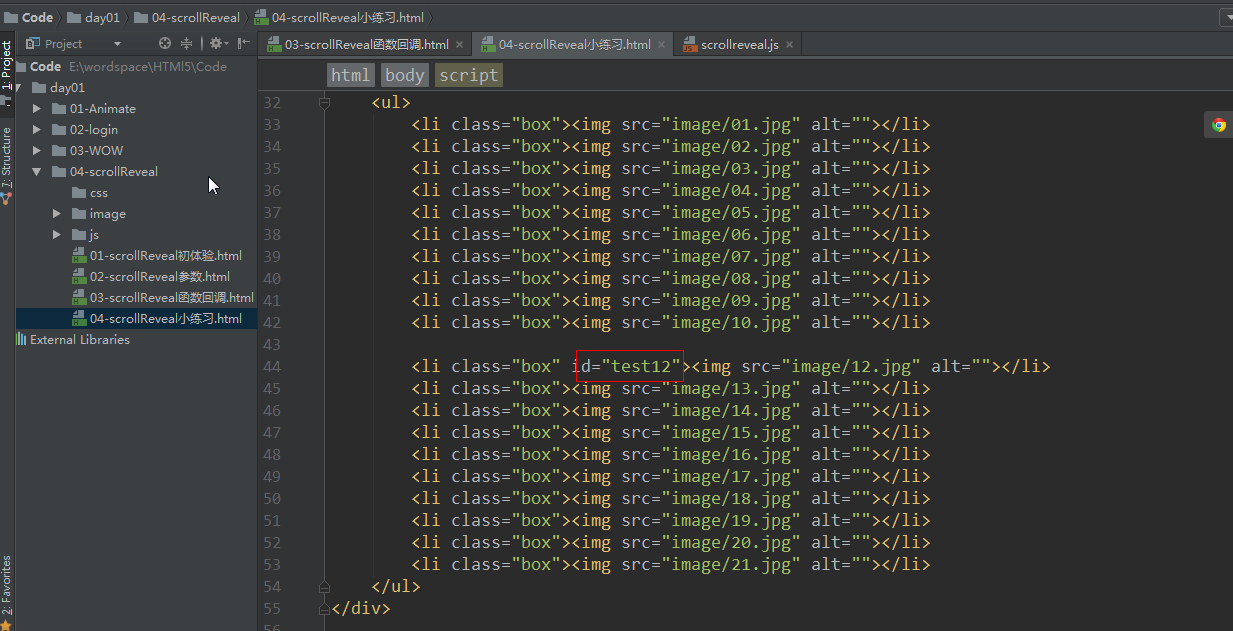 Code day01 04-scrollReveal 04-scrollReveal小练习.html
1: Project
7: Structure
2: Favorites
Project
Code E:\wordspace\HTMl5\Code
day01
01-Animate
02-login
03-WOW
04-scrollReveal
css
image
js
01-scrollReveal初体验.html
02-scrollReveal参数.html
03-scrollReveal函数回调.html
04-scrollReveal小练习.html
External Libraries
03-scrollReveal函数回调.html 04-scrollReveal小练习.html scrollreveal.js
html body script
32 <ul>
33 <li class="box"><img src="image/01.jpg" alt=""></li>
34 <li class="box"><img src="image/02.jpg" alt=""></li>
35 <li class="box"><img src="image/03.jpg" alt=""></li>
36 <li class="box"><img src="image/04.jpg" alt=""></li>
37 <li class="box"><img src="image/05.jpg" alt=""></li>
38 <li class="box"><img src="image/06.jpg" alt=""></li>
39 <li class="box"><img src="image/07.jpg" alt=""></li>
40 <li class="box"><img src="image/08.jpg" alt=""></li>
41 <li class="box"><img src="image/09.jpg" alt=""></li>
42 <li class="box"><img src="image/10.jpg" alt=""></li>
43
44 <li class="box" id="test12"><img src="image/12.jpg" alt=""></li>
45 <li class="box"><img src="image/13.jpg" alt=""></li>
46 <li class="box"><img src="image/14.jpg" alt=""></li>
47 <li class="box"><img src="image/15.jpg" alt=""></li>
48 <li class="box"><img src="image/16.jpg" alt=""></li>
49 <li class="box"><img src="image/17.jpg" alt=""></li>
50 <li class="box"><img src="image/18.jpg" alt=""></li>
51 <li class="box"><img src="image/19.jpg" alt=""></li>
52 <li class="box"><img src="image/20.jpg" alt=""></li>
53 <li class="box"><img src="image/21.jpg" alt=""></li>
54 </ul>
55 </div>
56